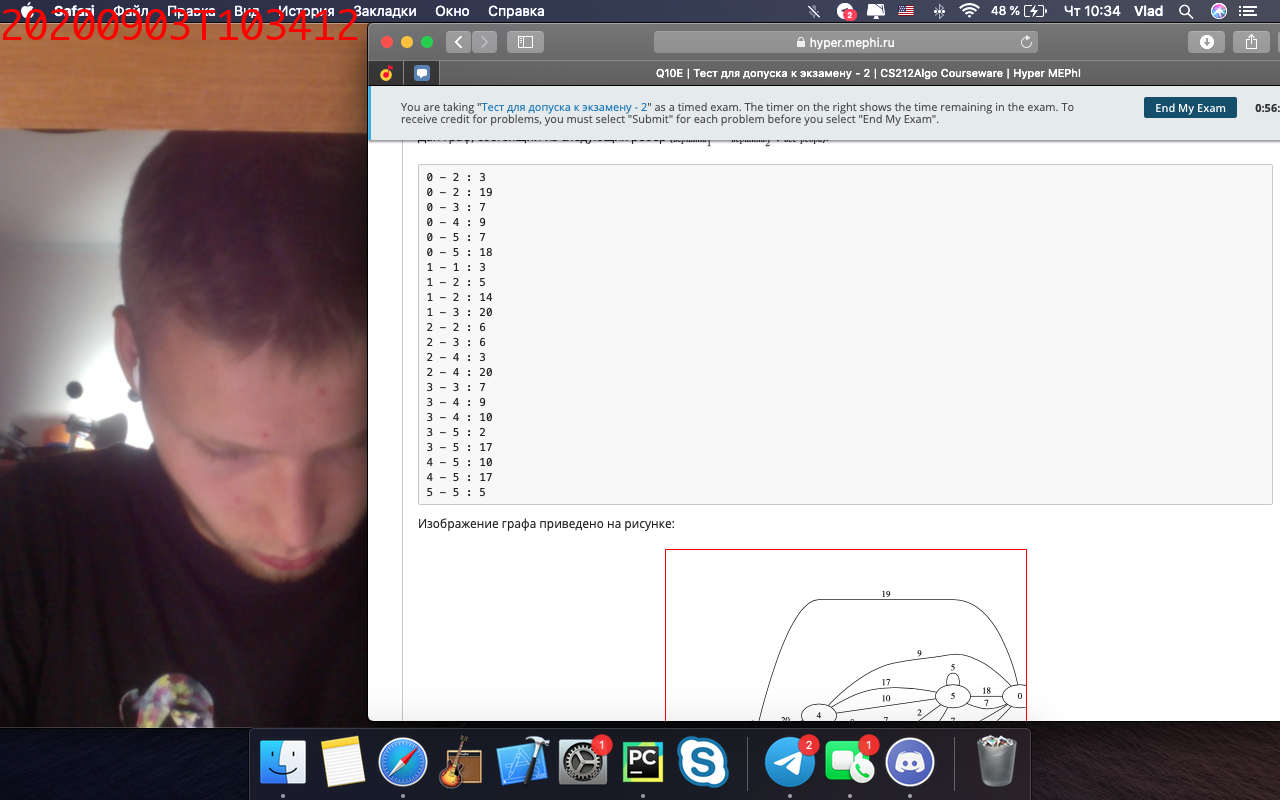 20200903T103412
Safari Файл Правка Вид История Закладки Окно Справка
2
48 % Чт 10:34 Vlad
hyper.mephi.ru
Q10E | Тест для допуска к экзамену - 2 | CS212Algo Courseware | Hyper MEPhI
You are taking "Тест для допуска к экзамену - 2" as a timed exam. The timer on the right shows the time remaining in the exam. To
receive credit for problems, you must select "Submit" for each problem before you select "End My Exam".
End My Exam
0:56:
0 – 2 : 3
0 – 2 : 19
0 – 3 : 7
0 – 4 : 9
0 – 5 : 7
0 – 5 : 18
1 – 1 : 3
1 – 2 : 5
1 – 2 : 14
1 – 3 : 20
2 – 2 : 6
2 – 3 : 6
2 – 4 : 3
2 – 4 : 20
3 – 3 : 7
3 – 4 : 9
3 – 4 : 10
3 – 5 : 2
3 – 5 : 17
4 – 5 : 10
4 – 5 : 17
5 – 5 : 5
Изображение графа приведено на рисунке:
19
9
5
17
10
5
18
7
0
2
4
20
1
PC
2
1